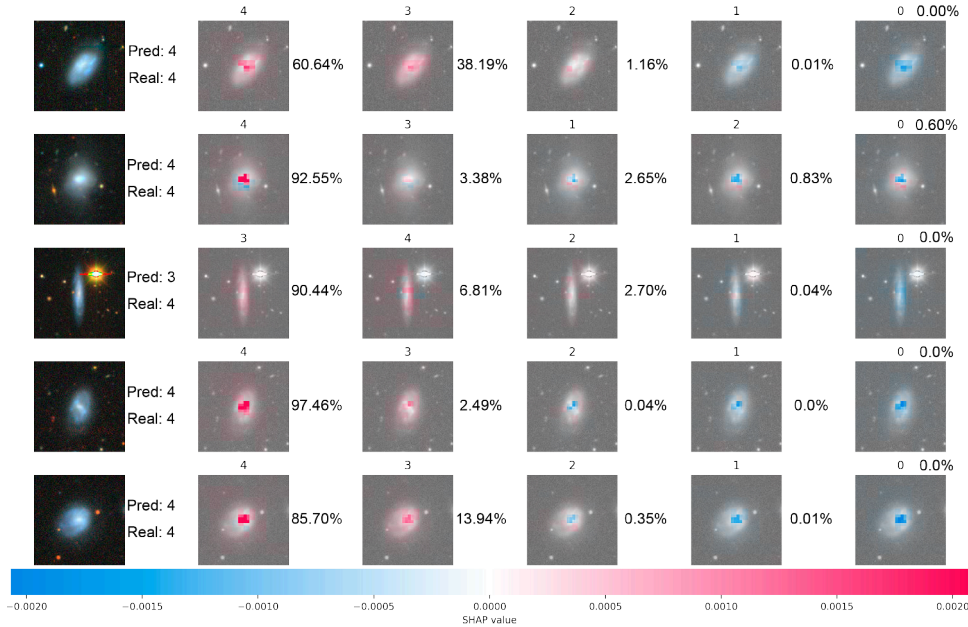 4 3 2 1 0 0.00%
Pred: 4
Real: 4
60.64% 38.19% 1.16% 0.01%
4 3 1 2 0 0.60%
Pred: 4
Real: 4
92.55% 3.38% 2.65% 0.83%
3 4 2 1 0 0.0%
Pred: 3
Real: 4
90.44% 6.81% 2.70% 0.04%
4 3 2 1 0 0.0%
Pred: 4
Real: 4
97.46% 2.49% 0.04% 0.0%
4 3 2 1 0 0.0%
Pred: 4
Real: 4
85.70% 13.94% 0.35% 0.01%
−0.0020 −0.0015 −0.0010 −0.0005 0.0000 0.0005 0.0010 0.0015 0.0020
SHAP value